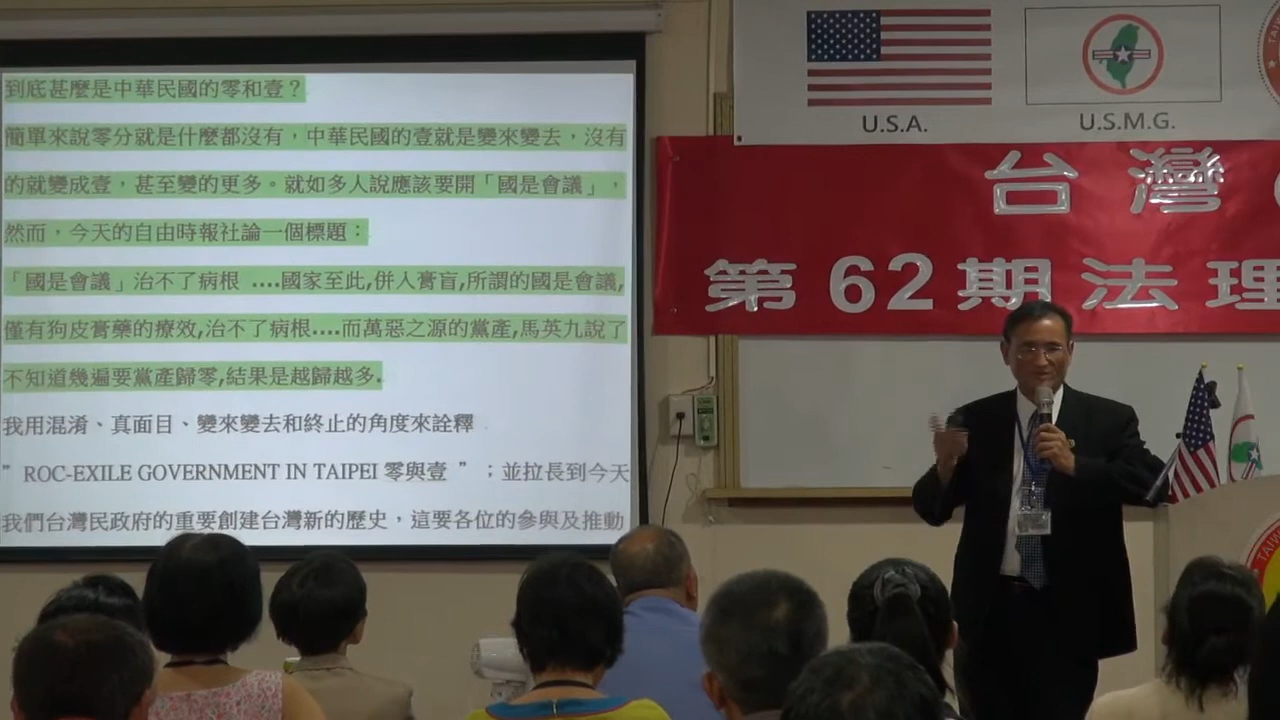 到底甚麼是中華民國的零和壹？
簡單來說零分就是什麼都沒有，中華民國的壹就是變來變去，沒有
的就變成壹，甚至變的更多。就如多人說應該要開「國是會議」，
然而，今天的自由時報社論一個標題：
「國是會議」治不了病根 ....國家至此,併入膏盲,所謂的國是會議,
僅有狗皮膏藥的療效,治不了病根....而萬惡之源的黨產,馬英九說了
不知道幾遍要黨產歸零,結果是越歸越多.
我用混淆、真面目、變來變去和終止的角度來詮釋
” ROC-EXILE GOVERNMENT IN TAIPEI 零與壹 ” ；並拉長到今天
我們台灣民政府的重要創建台灣新的歷史，這要各位的參與及推動
U.S.A.
U.S.M.G.
台灣
第62期法理